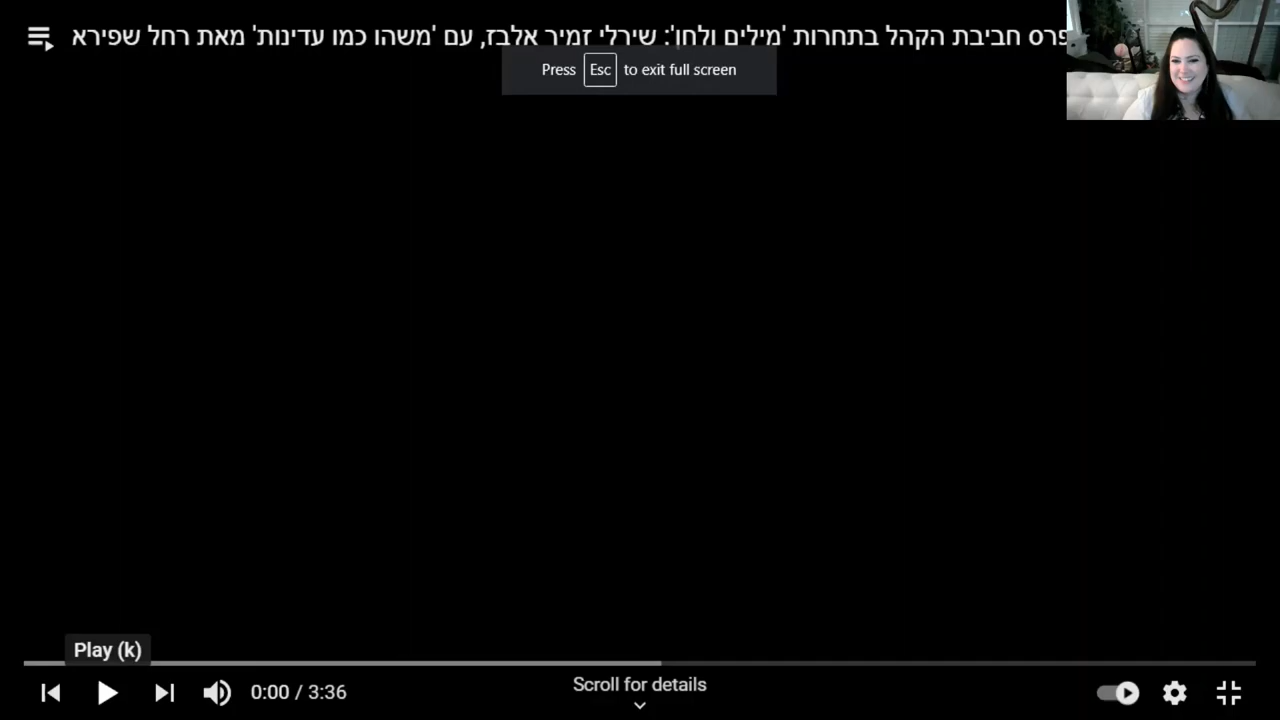 פרס חביבת הקהל בתחרות 'מילים ולחן': שירלי זמיר אלבז, עם 'משהו כמו עדינות' מאת רחל שפירא
Press Esc to exit full screen
Play (k)
0:00 / 3:36
Scroll for details